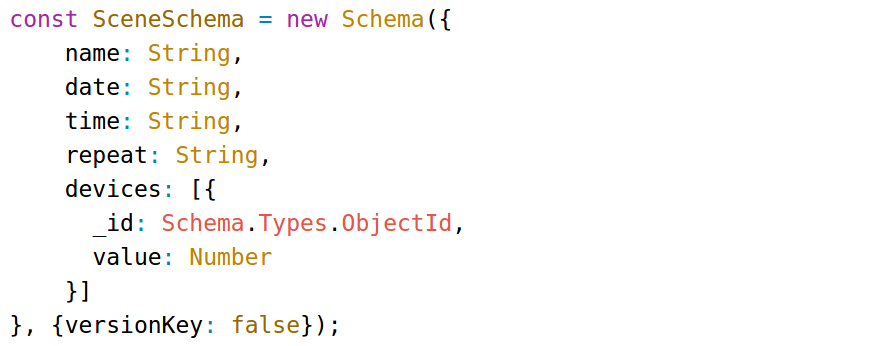 const SceneSchema = new Schema({
    name: String,
    date: String,
    time: String,
    repeat: String,
    devices: [{
      _id: Schema.Types.ObjectId,
      value: Number
    }]
}, {versionKey: false});